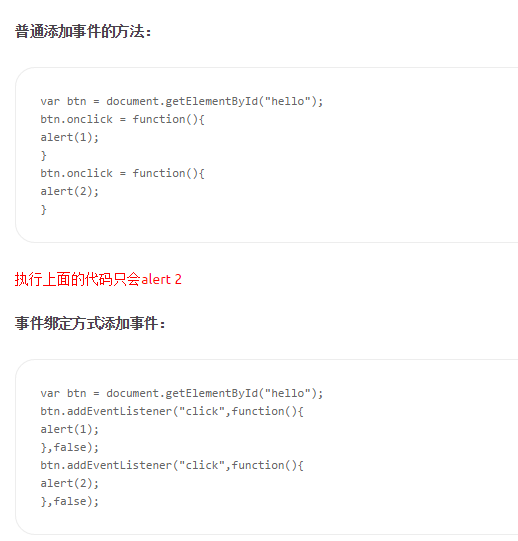 普通添加事件的方法：
var btn = document.getElementById("hello");
btn.onclick = function(){
alert(1);
}
btn.onclick = function(){
alert(2);
}
执行上面的代码只会alert 2
事件绑定方式添加事件：
var btn = document.getElementById("hello");
btn.addEventListener("click",function(){
alert(1);
},false);
btn.addEventListener("click",function(){
alert(2);
},false);